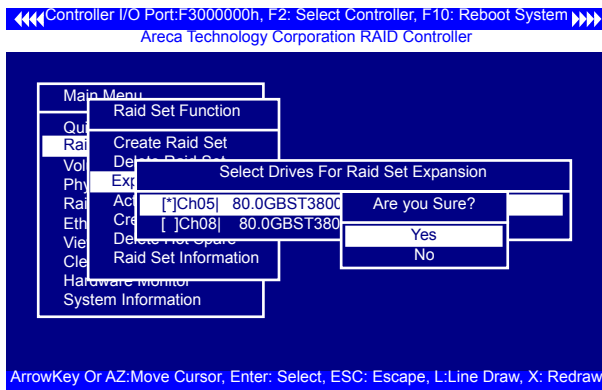 Controller I/O Port:F3000000h, F2: Select Controller, F10: Reboot System
Areca Technology Corporation RAID Controller
Main Menu
Raid Set Function
Create Raid Set
Delete Raid Set
Select Drives For Raid Set Expansion
[*]Ch05| 80.0GBST3800
[ ]Ch08| 80.0GBST380
Are you Sure?
Yes
No
Delete Hot Spare
Raid Set Information
Hardware Monitor
System Information
ArrowKey Or AZ:Move Cursor, Enter: Select, ESC: Escape, L:Line Draw, X: Redraw